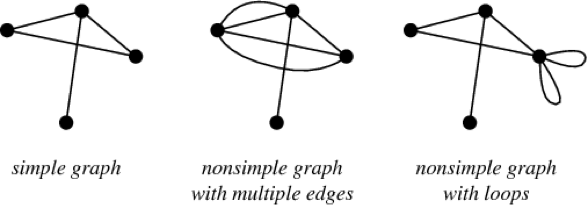 simple graph
nonsimple graph
with multiple edges
nonsimple graph
with loops